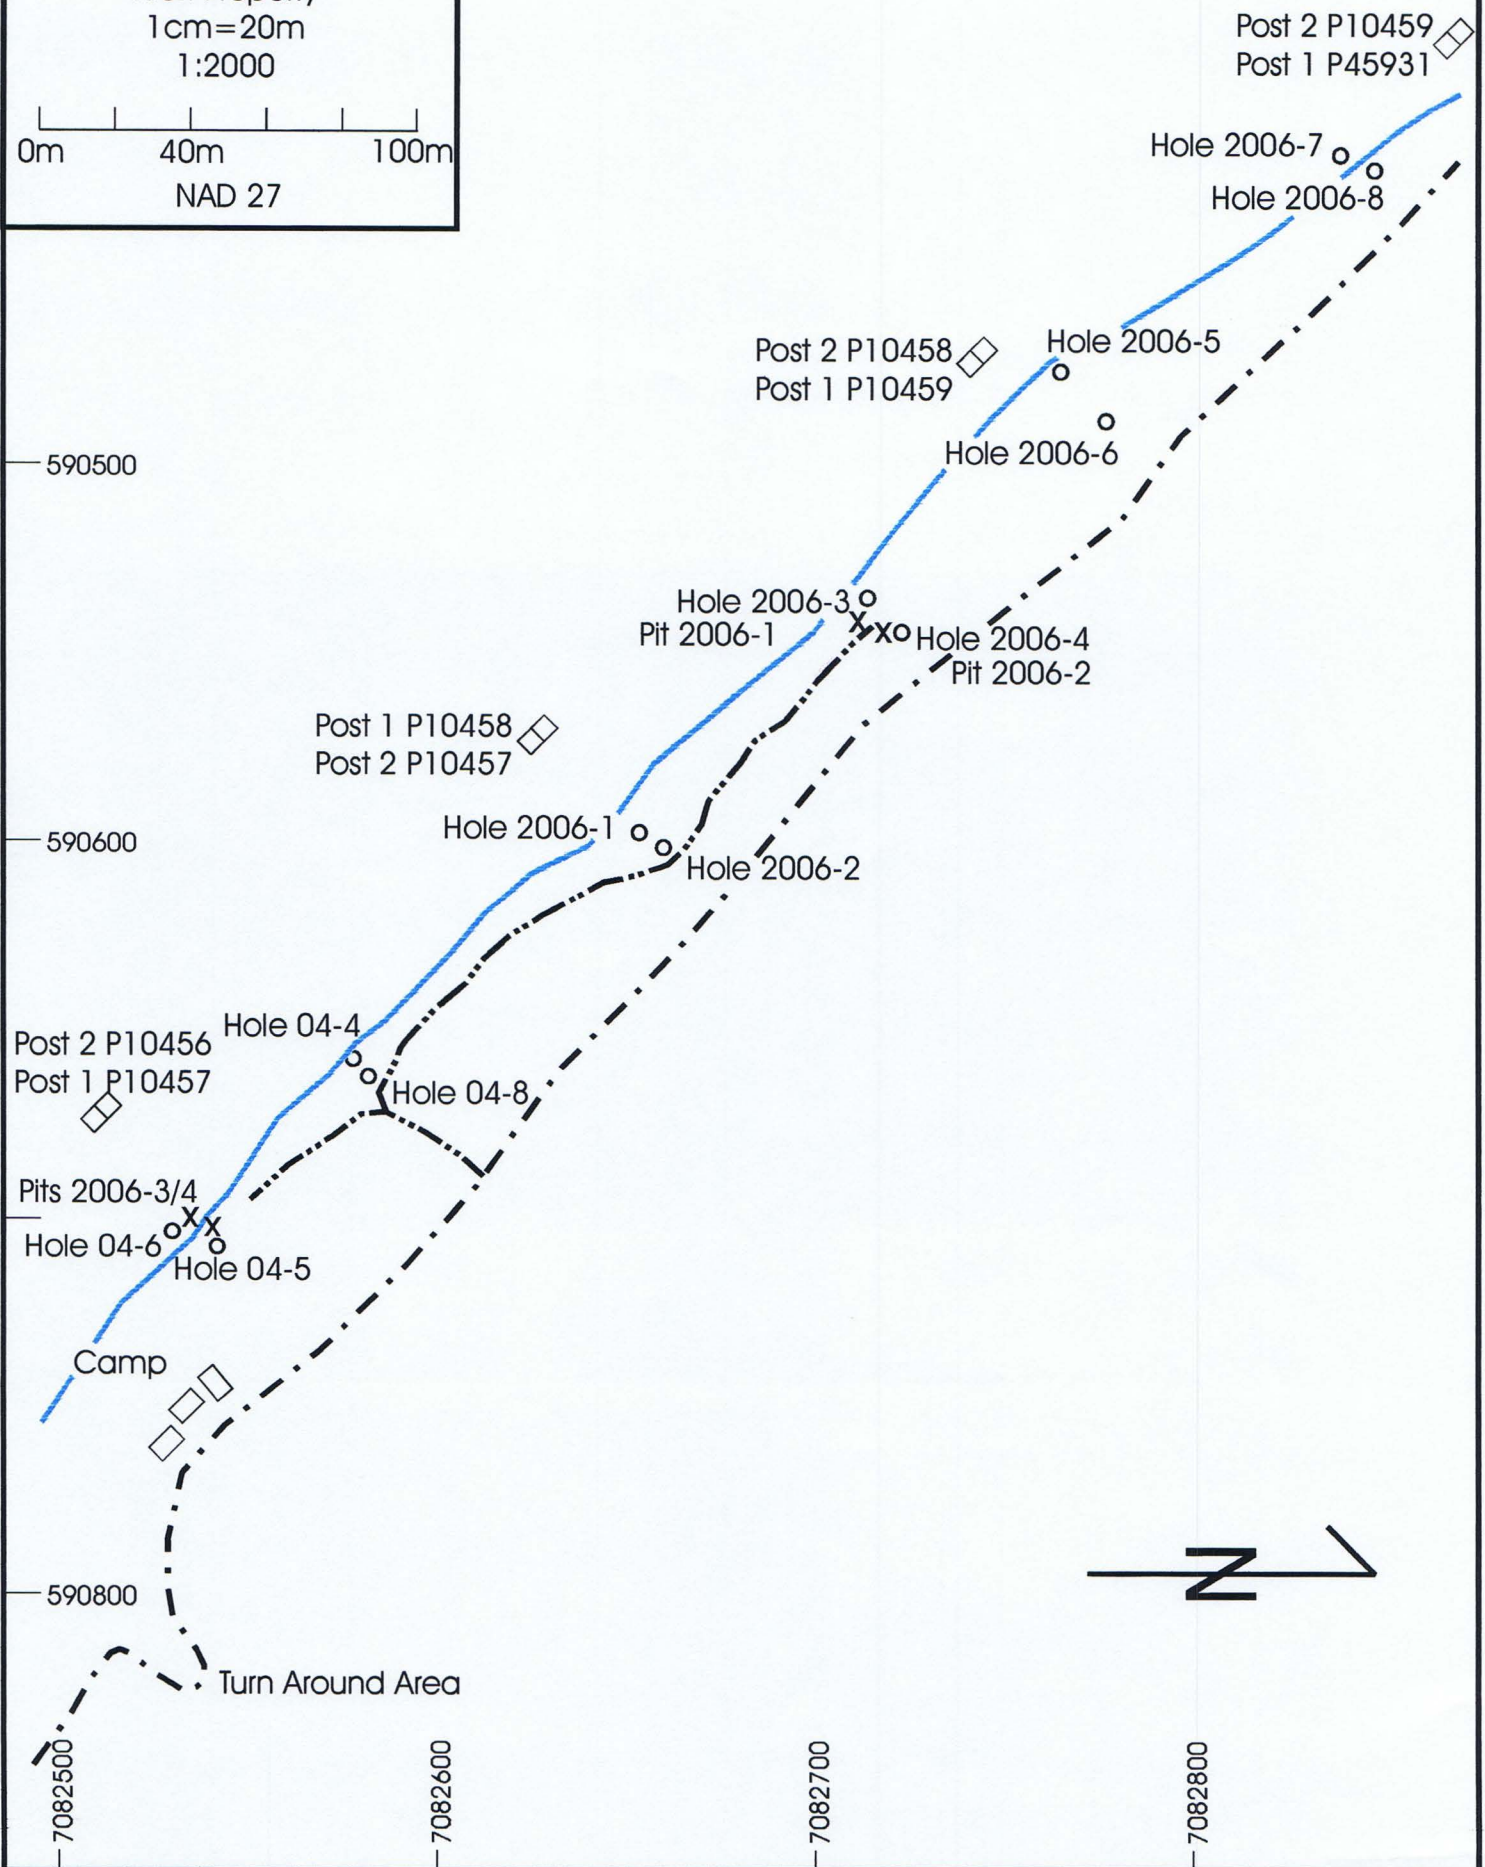 1cm=20m
1:2000
0m 40m 100m
NAD 27
Post 2 P10459
Post 1 P45931
Hole 2006-7
Hole 2006-8
Post 2 P10458
Post 1 P10459
Hole 2006-5
Hole 2006-6
590500
Hole 2006-3
Pit 2006-1
Hole 2006-4
Pit 2006-2
Post 1 P10458
Post 2 P10457
Hole 2006-1
590600
Hole 2006-2
Hole 04-4
Post 2 P10456
Post 1 P10457
Hole 04-8
Pits 2006-3/4
Hole 04-6
Hole 04-5
Camp
N
590800
Turn Around Area
7082500
7082600
7082700
7082800